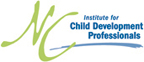 NC
Institute for
Child Development
Professionals